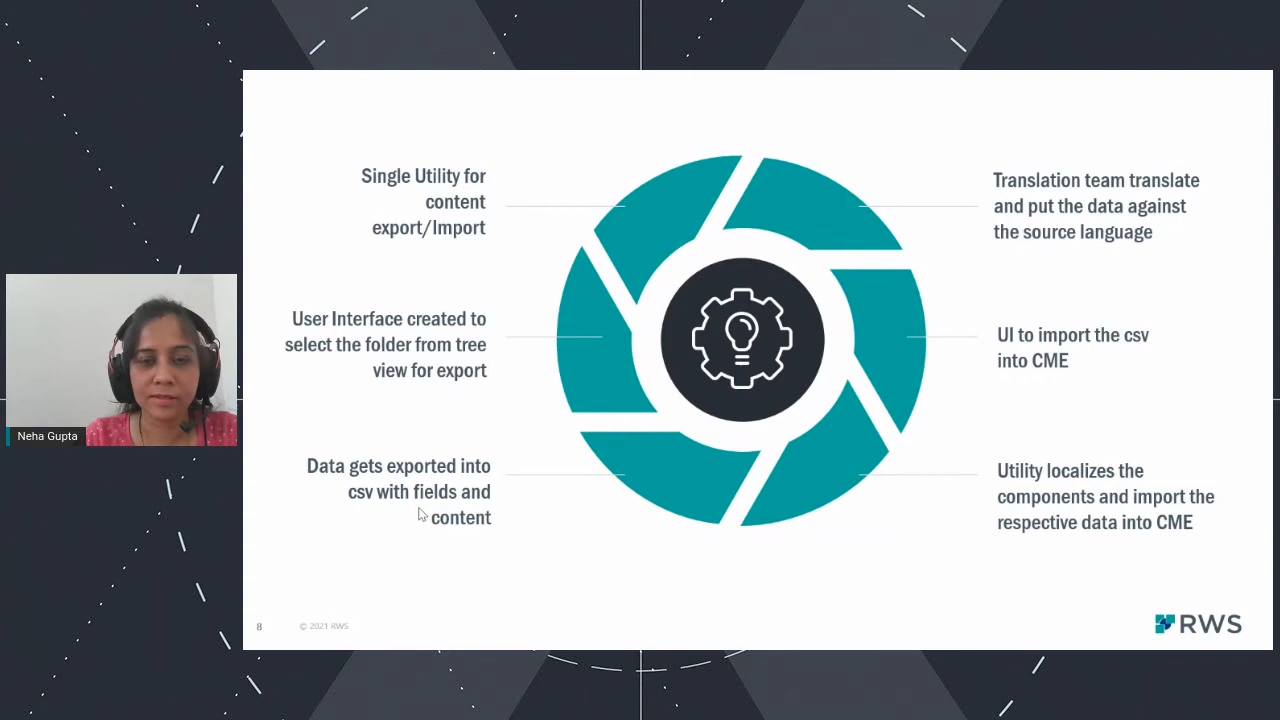 Single Utility for
content
export/Import
User Interface created to
select the folder from tree
view for export
Data gets exported into
csv with fields and
content
Translation team translate
and put the data against
the source language
UI to import the csv
into CME
Utility localizes the
components and import the
respective data into CME
Neha Gupta
8
© 2021 RWS
RWS